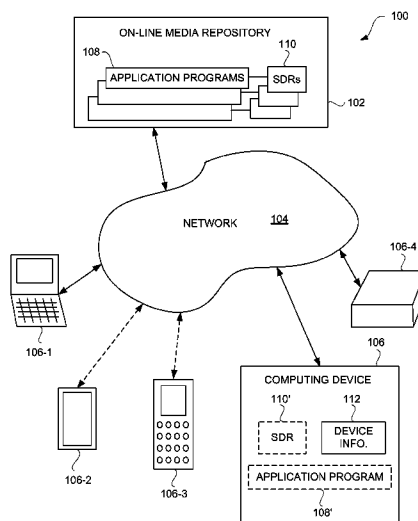 100
ON-LINE MEDIA REPOSITORY
108
110
APPLICATION PROGRAMS
SDRs
102
NETWORK
104
106-4
106-1
106
COMPUTING DEVICE
110'
112
SDR
DEVICE
INFO.
APPLICATION PROGRAM
108'
106-2
106-3